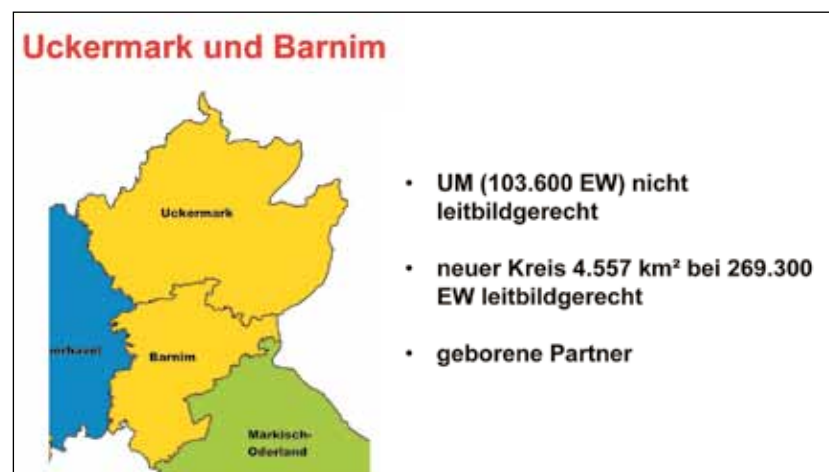 Uckermark und Barnim
Uckermark
erhavel
Barnim
Märkisch-
Oderland
• UM (103.600 EW) nicht
leitbildgerecht
• neuer Kreis 4.557 km² bei 269.300
EW leitbildgerecht
• geborene Partner